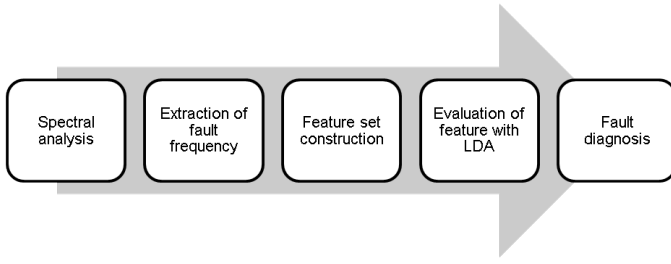 Spectral
analysis
Extraction of
fault
frequency
Feature set
construction
Evaluation of
feature with
LDA
Fault
diagnosis